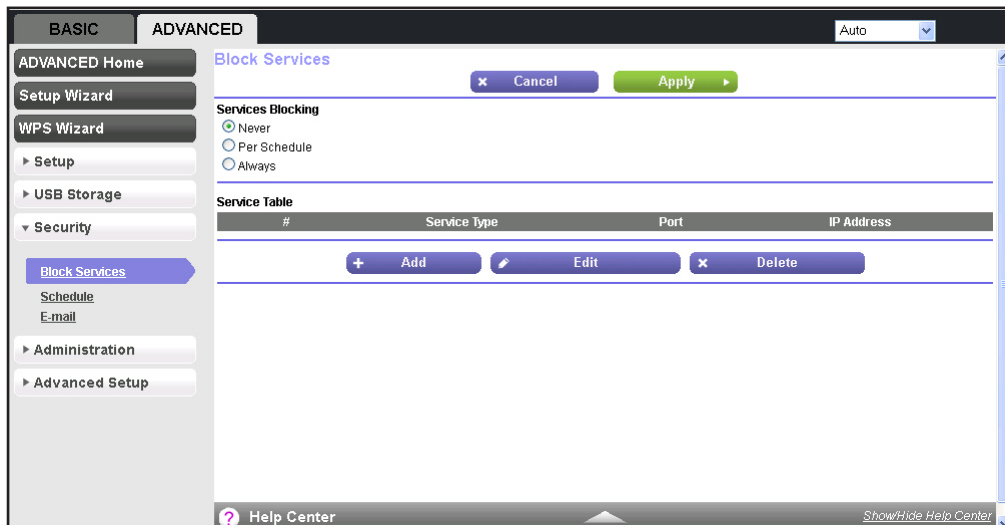 BASIC ADVANCED Auto
ADVANCED Home
Setup Wizard
WPS Wizard
Setup
USB Storage
Security
Block Services
Schedule
E-mail
Administration
Advanced Setup
Block Services
Cancel Apply
Services Blocking
Never
Per Schedule
Always
Service Table
# Service Type Port IP Address
Add Edit Delete
? Help Center Show/Hide Help Center